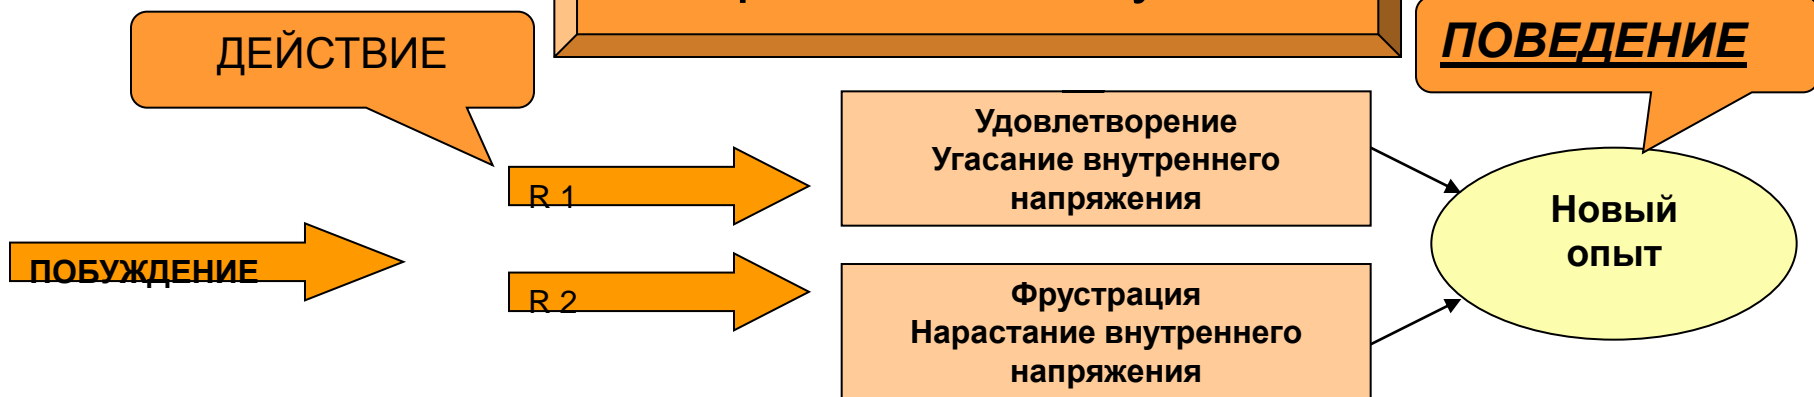 ДЕЙСТВИЕ
ПОВЕДЕНИЕ
Удовлетворение
Угасание внутреннего
напряжения
R 1
ПОБУЖДЕНИЕ
R 2
Фрустрация
Нарастание внутреннего
напряжения
Новый
опыт